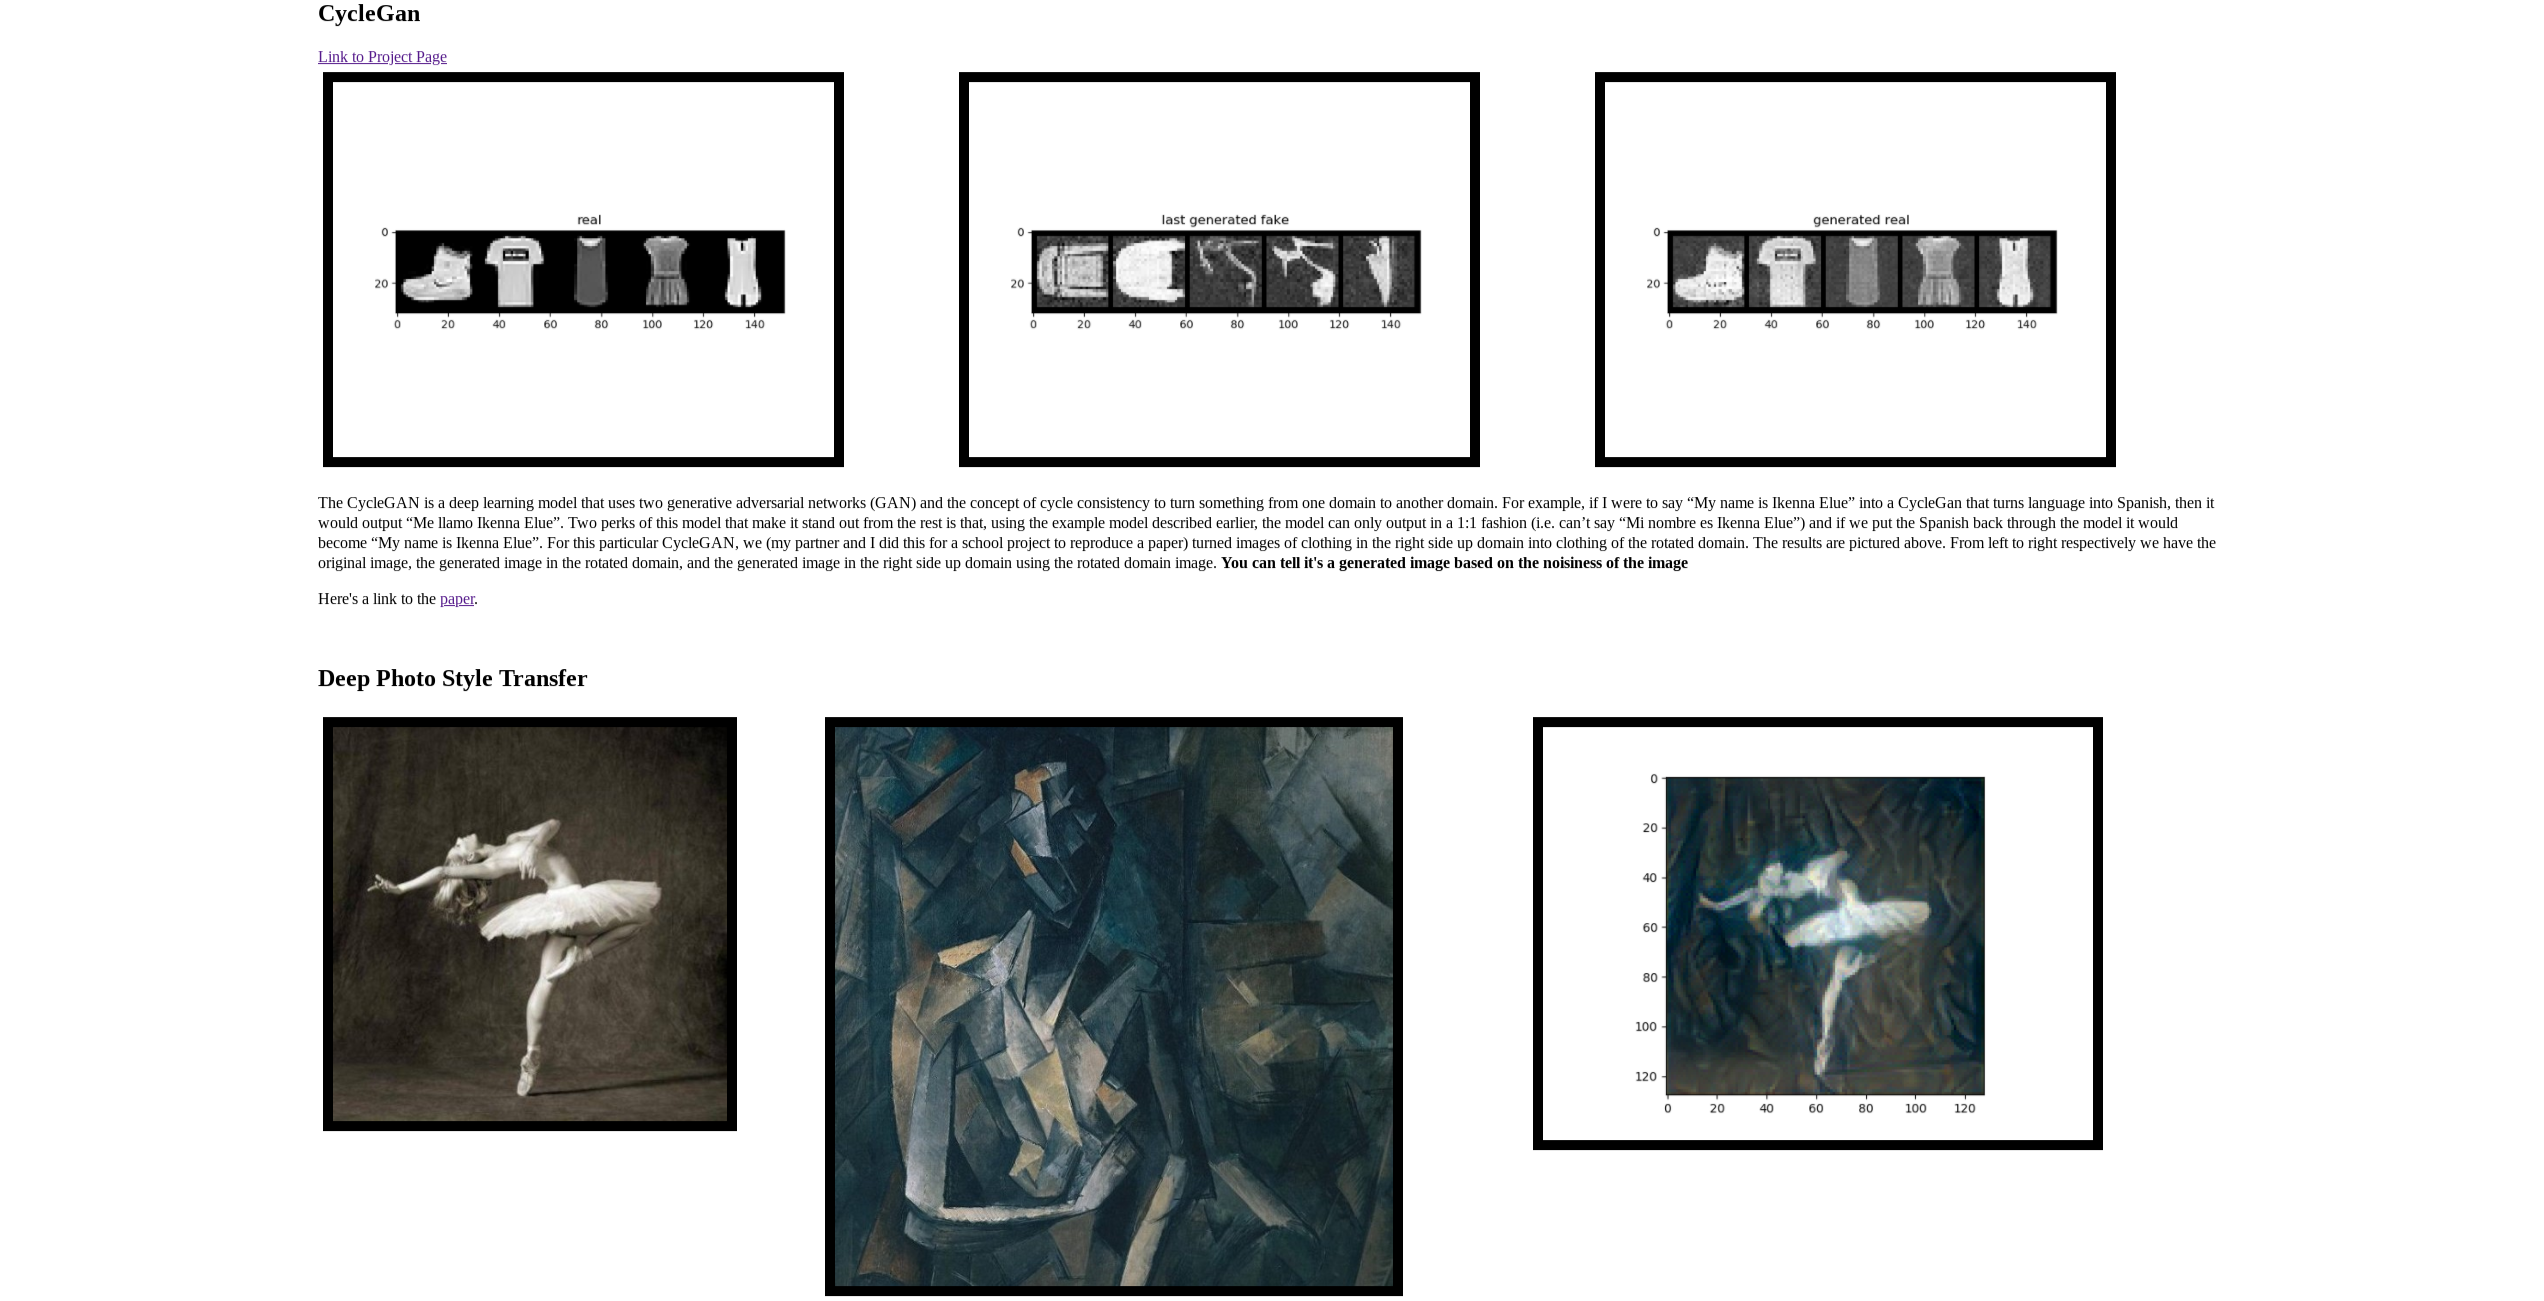 CycleGan
Link to Project Page
real
0
20
0 20 40 60 80 100 120 140
last generated fake
0
20
0 20 40 60 80 100 120 140
generated real
0
20
0 20 40 60 80 100 120 140
The CycleGAN is a deep learning model that uses two generative adversarial networks (GAN) and the concept of cycle consistency to turn something from one domain to another domain. For example, if I were to say “My name is Ikenna Elue” into a CycleGan that turns language into Spanish, then it
would output “Me llamo Ikenna Elue”. Two perks of this model that make it stand out from the rest is that, using the example model described earlier, the model can only output in a 1:1 fashion (i.e. can’t say “Mi nombre es Ikenna Elue”) and if we put the Spanish back through the model it would
become “My name is Ikenna Elue”. For this particular CycleGAN, we (my partner and I did this for a school project to reproduce a paper) turned images of clothing in the right side up domain into clothing of the rotated domain. The results are pictured above. From left to right respectively we have the
original image, the generated image in the rotated domain, and the generated image in the right side up domain using the rotated domain image. You can tell it's a generated image based on the noisiness of the image
Here's a link to the paper.
Deep Photo Style Transfer
0
20
40
60
80
100
120
0 20 40 60 80 100 120